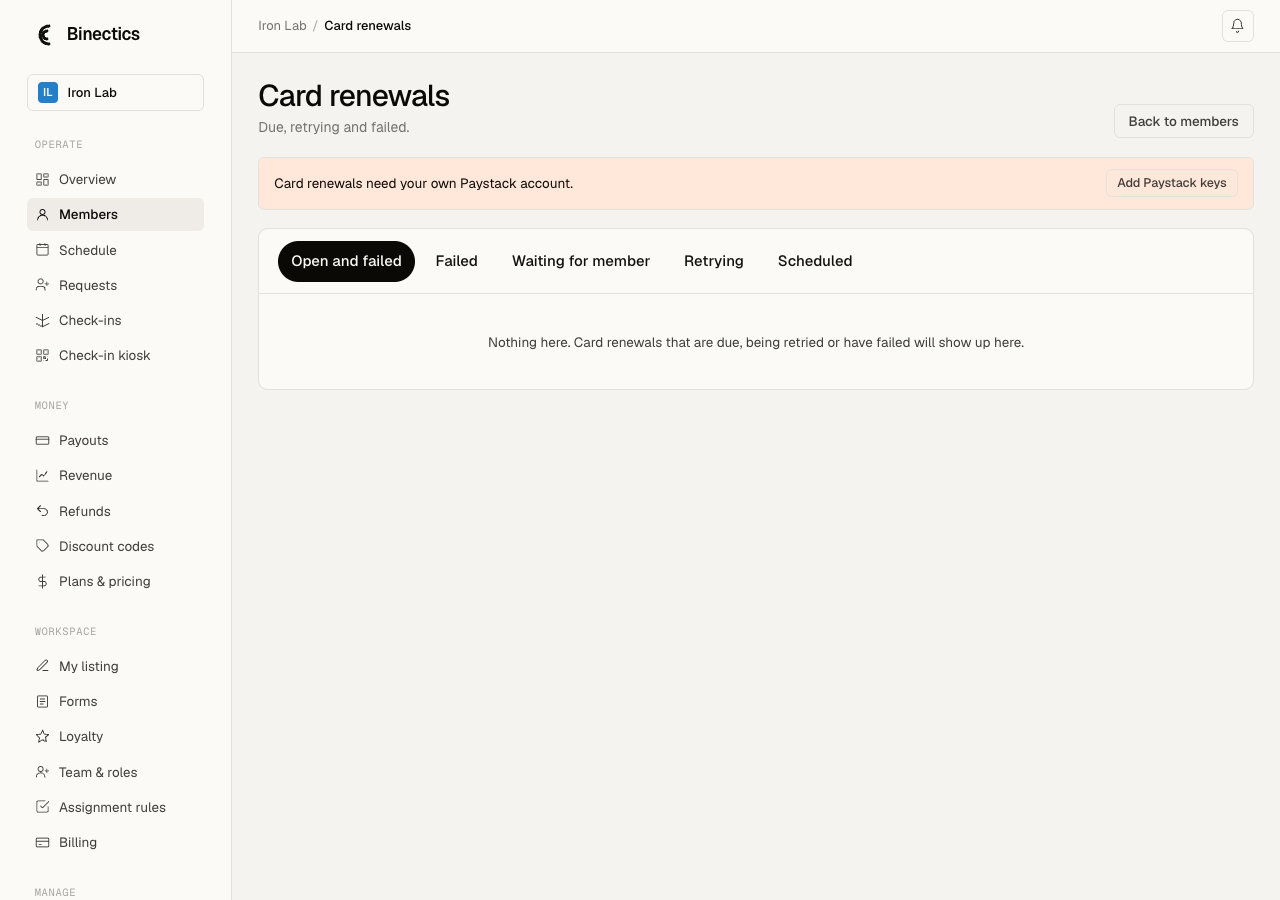 Binectics
IL Iron Lab
OPERATE
Overview
Members
Schedule
Requests
Check-ins
Check-in kiosk
MONEY
Payouts
Revenue
Refunds
Discount codes
Plans & pricing
WORKSPACE
My listing
Forms
Loyalty
Team & roles
Assignment rules
Billing
MANAGE
Iron Lab / Card renewals
Card renewals
Due, retrying and failed.
Back to members
Card renewals need your own Paystack account.
Add Paystack keys
Open and failed Failed Waiting for member Retrying Scheduled
Nothing here. Card renewals that are due, being retried or have failed will show up here.